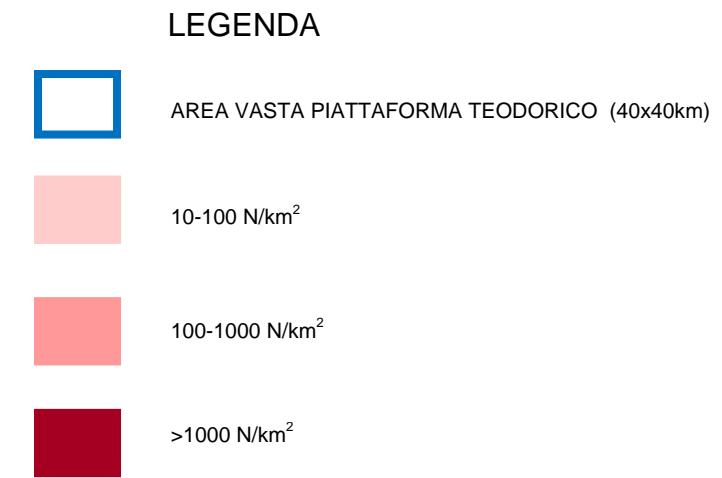 LEGENDA
AREA VASTA PIATTAFORMA TEODORICO (40x40km)
10-100 N/km²
100-1000 N/km²
>1000 N/km²